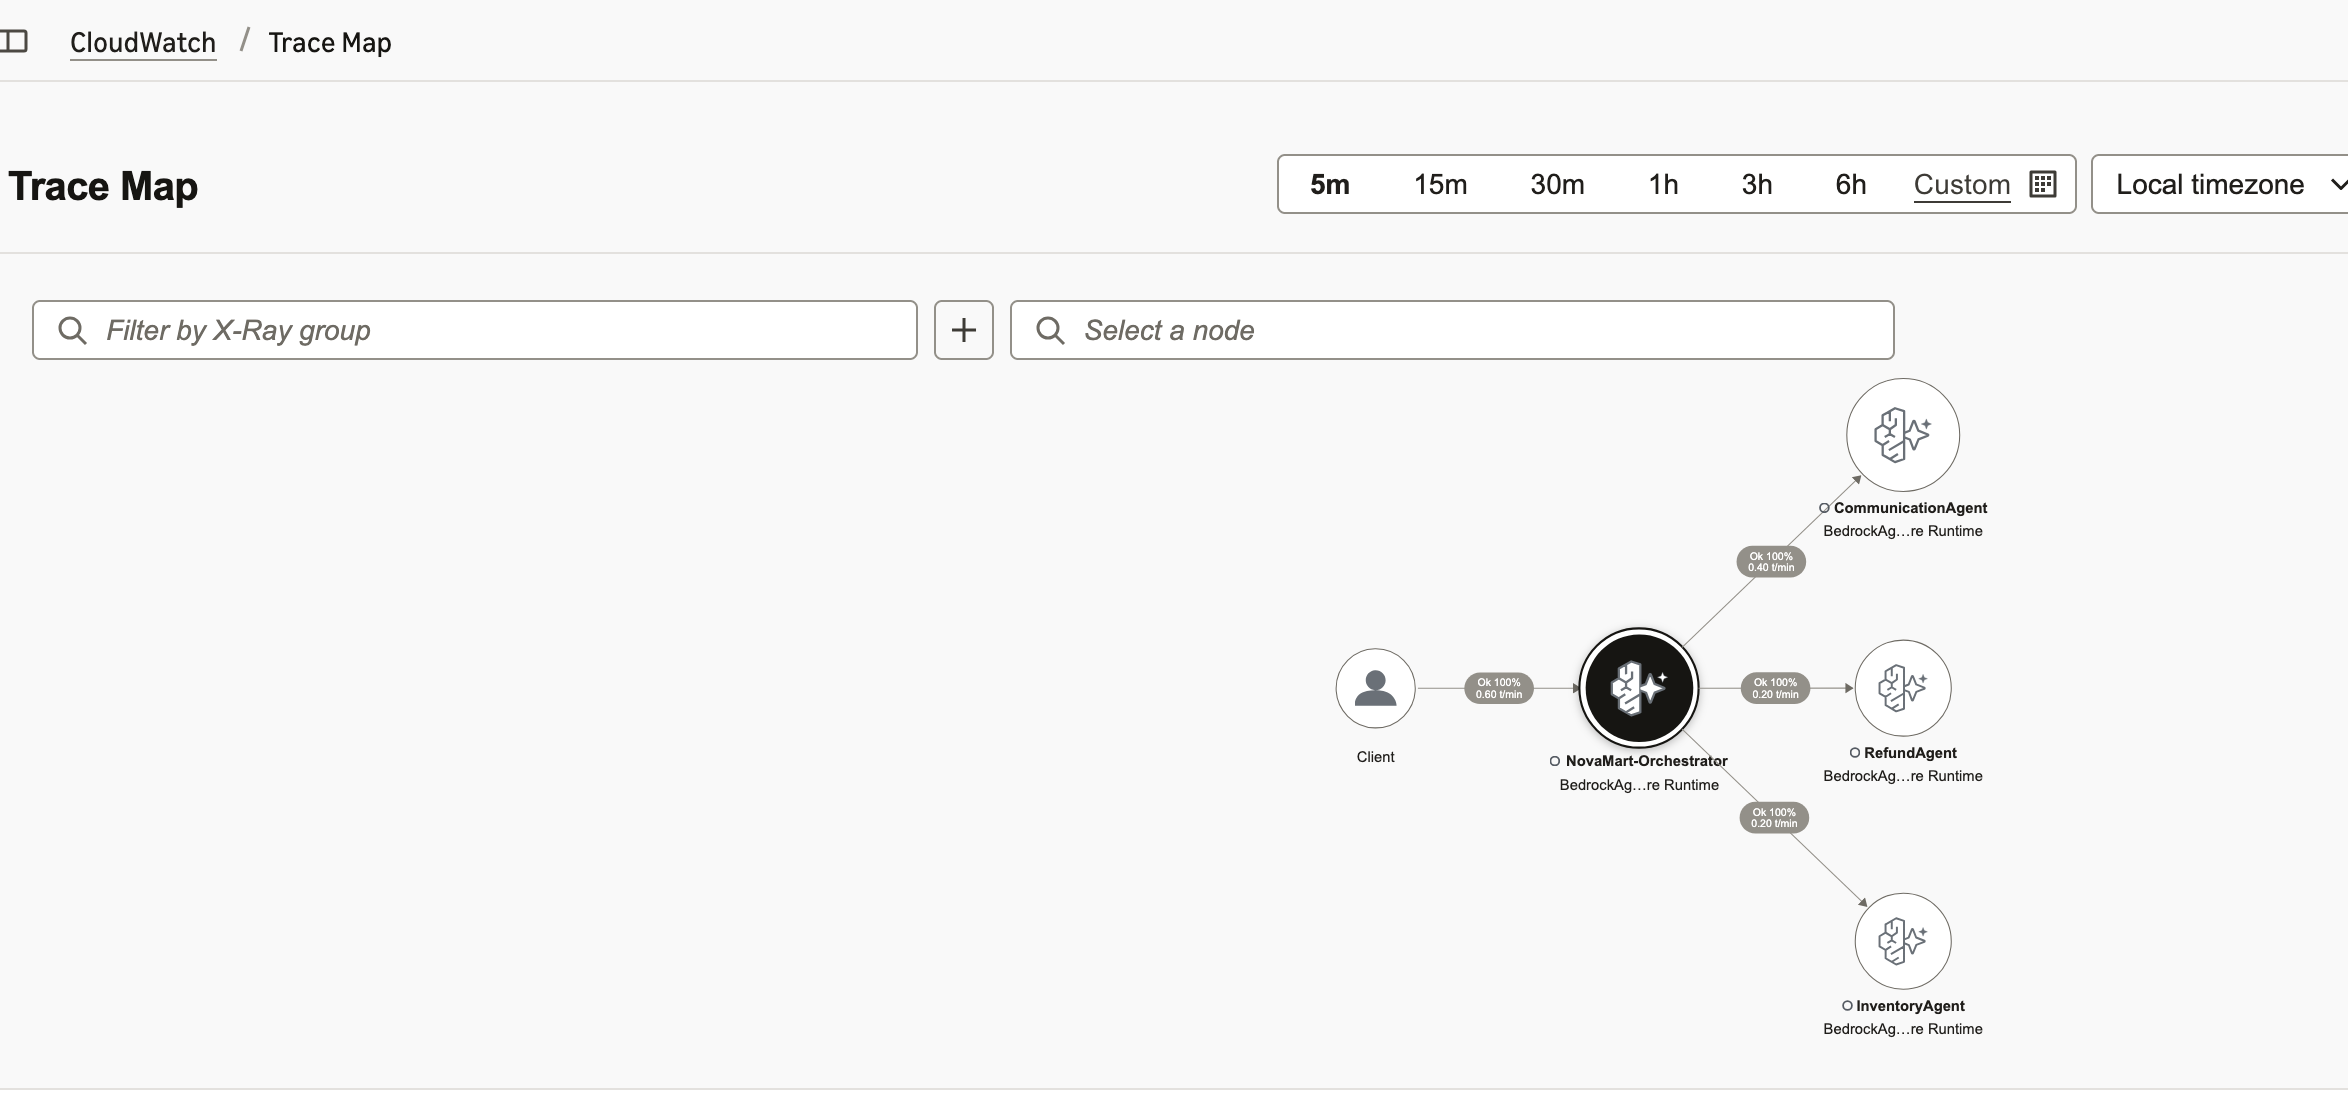 CloudWatch / Trace Map
Trace Map
5m 15m 30m 1h 3h 6h Custom
Local timezone
Filter by X-Ray group
Select a node
CommunicationAgent
BedrockAg...re Runtime
Ok 100%
0.40 t/min
Ok 100%
0.60 t/min
Ok 100%
0.20 t/min
Client
NovaMart-Orchestrator
BedrockAg...re Runtime
RefundAgent
BedrockAg...re Runtime
Ok 100%
0.20 t/min
InventoryAgent
BedrockAg...re Runtime